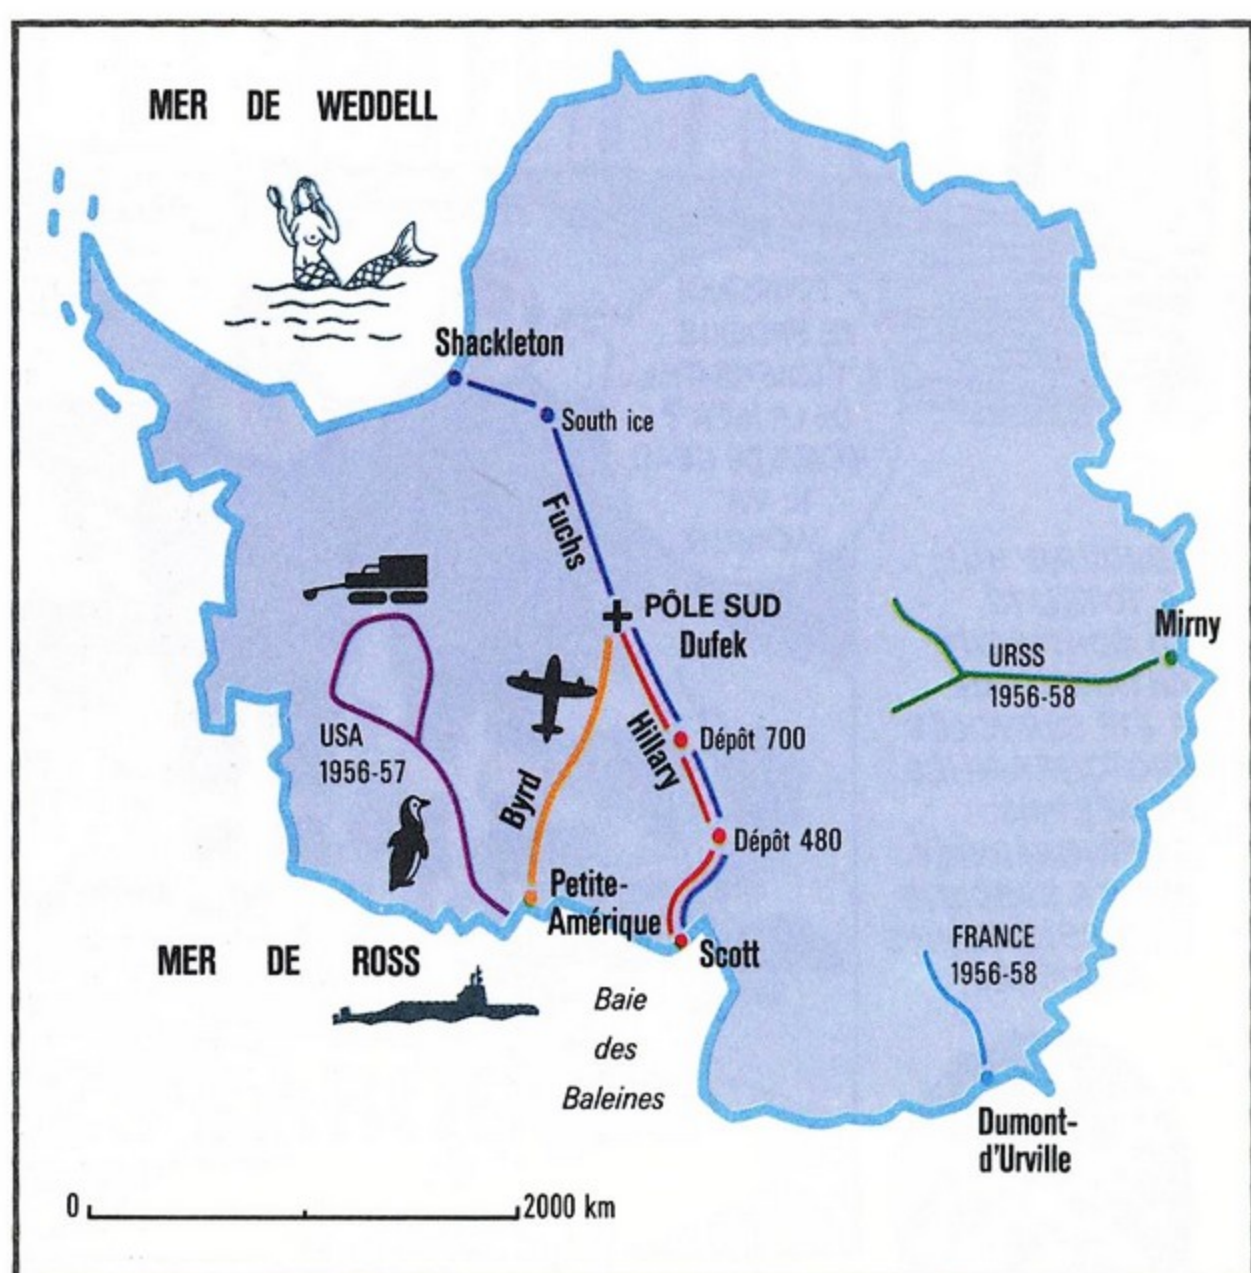 MER DE WEDDELL
Shackleton
South ice
Fuchs
PÔLE SUD
Dufek
Mirny
URSS
1956-58
USA
1956-57
Byrd
Hillary
Dépôt 700
Dépôt 480
Petite-
Amérique
Scott
MER DE ROSS
FRANCE
1956-58
Baie
des
Baleines
Dumont-
d'Urville
0 2000 km